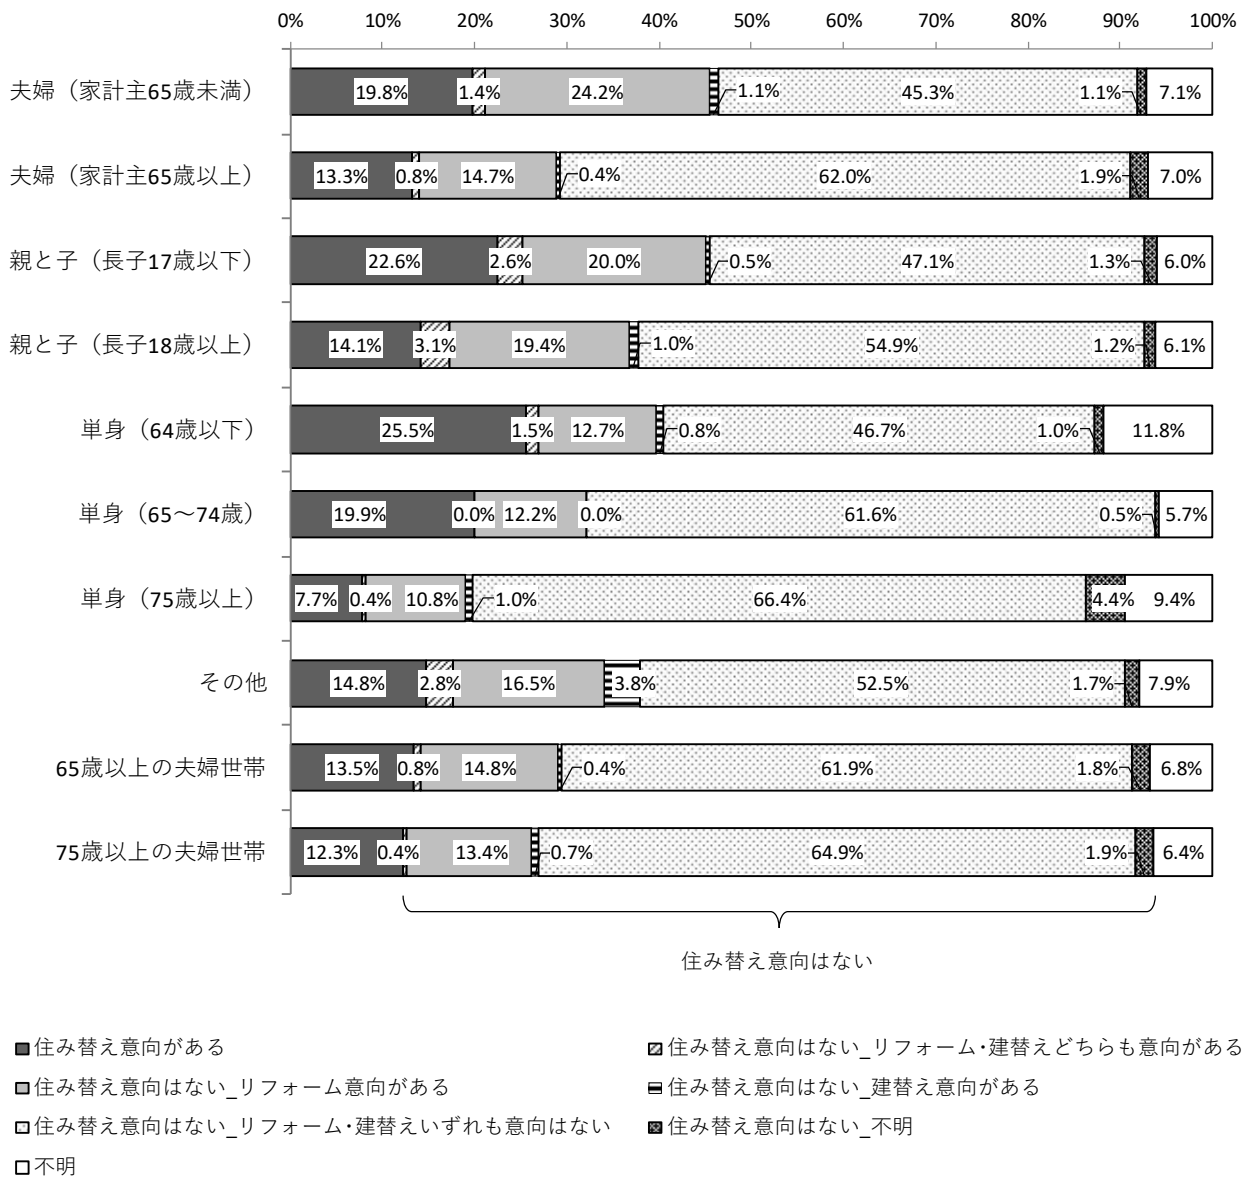 0% 10% 20% 30% 40% 50% 60% 70% 80% 90% 100%
夫婦（家計主65歳未満） 19.8% 1.4% 24.2% 1.1% 45.3% 1.1% 7.1%
夫婦（家計主65歳以上） 13.3% 0.8% 14.7% 0.4% 62.0% 1.9% 7.0%
親と子（長子17歳以下） 22.6% 2.6% 20.0% 0.5% 47.1% 1.3% 6.0%
親と子（長子18歳以上） 14.1% 3.1% 19.4% 1.0% 54.9% 1.2% 6.1%
単身（64歳以下） 25.5% 1.5% 12.7% 0.8% 46.7% 1.0% 11.8%
単身（65～74歳） 19.9% 0.0% 12.2% 0.0% 61.6% 0.5% 5.7%
単身（75歳以上） 7.7% 0.4% 10.8% 1.0% 66.4% 4.4% 9.4%
その他 14.8% 2.8% 16.5% 3.8% 52.5% 1.7% 7.9%
65歳以上の夫婦世帯 13.5% 0.8% 14.8% 0.4% 61.9% 1.8% 6.8%
75歳以上の夫婦世帯 12.3% 0.4% 13.4% 0.7% 64.9% 1.9% 6.4%
住み替え意向はない
住み替え意向がある
住み替え意向はない_リフォーム･建替えどちらも意向がある
住み替え意向はない_リフォーム意向がある
住み替え意向はない_建替え意向がある
住み替え意向はない_リフォーム･建替えいずれも意向はない
住み替え意向はない_不明
不明